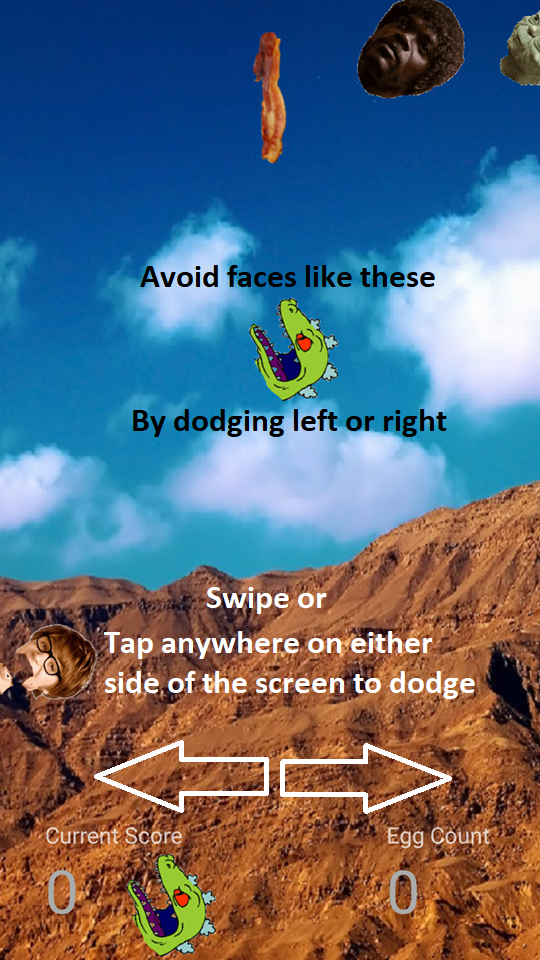 Avoid faces like these
By dodging left or right
Swipe or
Tap anywhere on either
side of the screen to dodge
Current Score
Egg Count
0
0